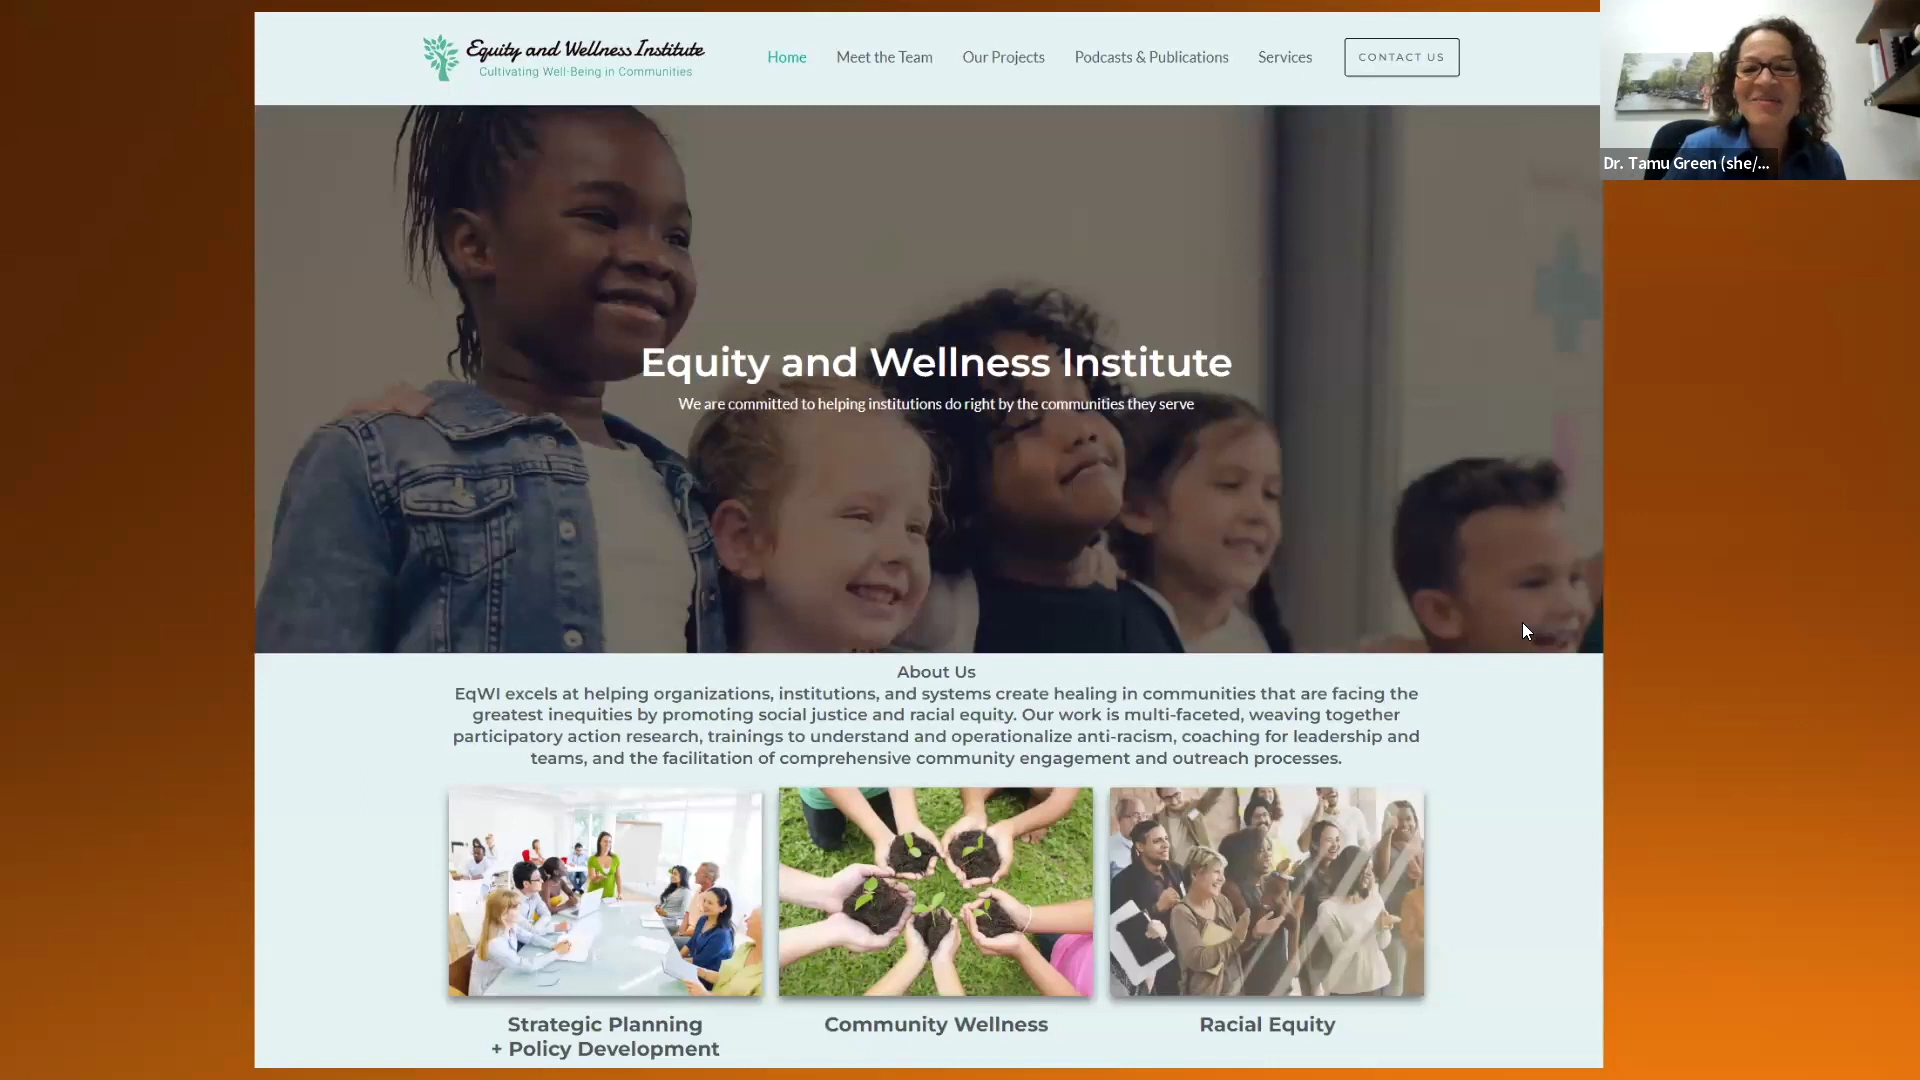 Equity and Wellness Institute
Cultivating Well-Being in Communities
Home
Meet the Team
Our Projects
Podcasts & Publications
Services
CONTACT US
Dr. Tamu Green (she/...
Equity and Wellness Institute
We are committed to helping institutions do right by the communities they serve
About Us
EqWI excels at helping organizations, institutions, and systems create healing in communities that are facing the
greatest inequities by promoting social justice and racial equity. Our work is multi-faceted, weaving together
participatory action research, trainings to understand and operationalize anti-racism, coaching for leadership and
teams, and the facilitation of comprehensive community engagement and outreach processes.
Strategic Planning
+ Policy Development
Community Wellness
Racial Equity